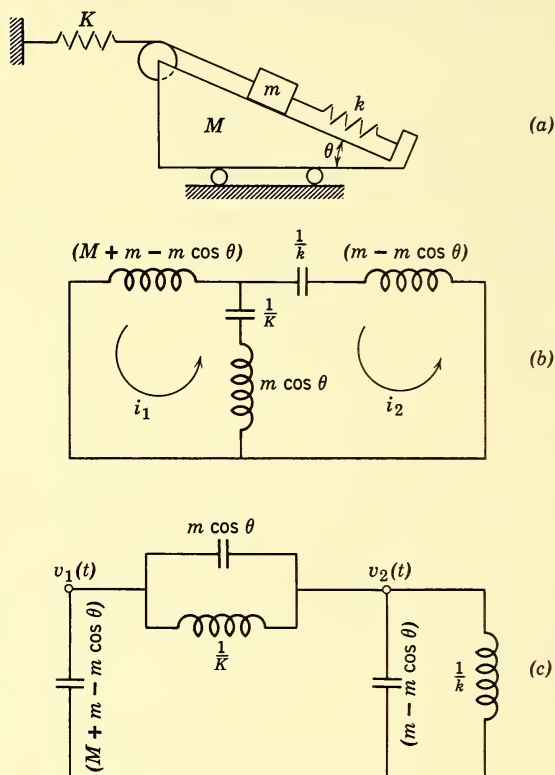 K
m
k
M
θ
(a)
(M + m − m cos θ)
1/k
(m − m cos θ)
1/K
m cos θ
i₁
i₂
(b)
m cos θ
v₁(t)
v₂(t)
1/K
(M + m − m cos θ)
(m − m cos θ)
1/k
(c)